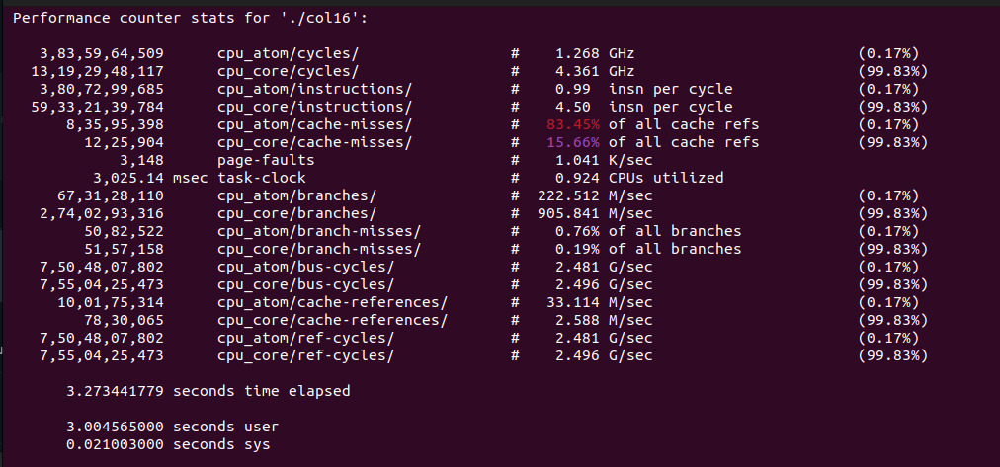 Performance counter stats for './col16':
3,83,59,64,509 cpu_atom/cycles/ # 1.268 GHz (0.17%)
13,19,29,48,117 cpu_core/cycles/ # 4.361 GHz (99.83%)
3,80,72,99,685 cpu_atom/instructions/ # 0.99 insn per cycle (0.17%)
59,33,21,39,784 cpu_core/instructions/ # 4.50 insn per cycle (99.83%)
8,35,95,398 cpu_atom/cache-misses/ # 83.45% of all cache refs (0.17%)
12,25,904 cpu_core/cache-misses/ # 15.66% of all cache refs (99.83%)
3,148 page-faults # 1.041 K/sec
3,025.14 msec task-clock # 0.924 CPUs utilized
67,31,28,110 cpu_atom/branches/ # 222.512 M/sec (0.17%)
2,74,02,93,316 cpu_core/branches/ # 905.841 M/sec (99.83%)
50,82,522 cpu_atom/branch-misses/ # 0.76% of all branches (0.17%)
51,57,158 cpu_core/branch-misses/ # 0.19% of all branches (99.83%)
7,50,48,07,802 cpu_atom/bus-cycles/ # 2.481 G/sec (0.17%)
7,55,04,25,473 cpu_core/bus-cycles/ # 2.496 G/sec (99.83%)
10,01,75,314 cpu_atom/cache-references/ # 33.114 M/sec (0.17%)
78,30,065 cpu_core/cache-references/ # 2.588 M/sec (99.83%)
7,50,48,07,802 cpu_atom/ref-cycles/ # 2.481 G/sec (0.17%)
7,55,04,25,473 cpu_core/ref-cycles/ # 2.496 G/sec (99.83%)
3.273441779 seconds time elapsed
3.004565000 seconds user
0.021003000 seconds sys